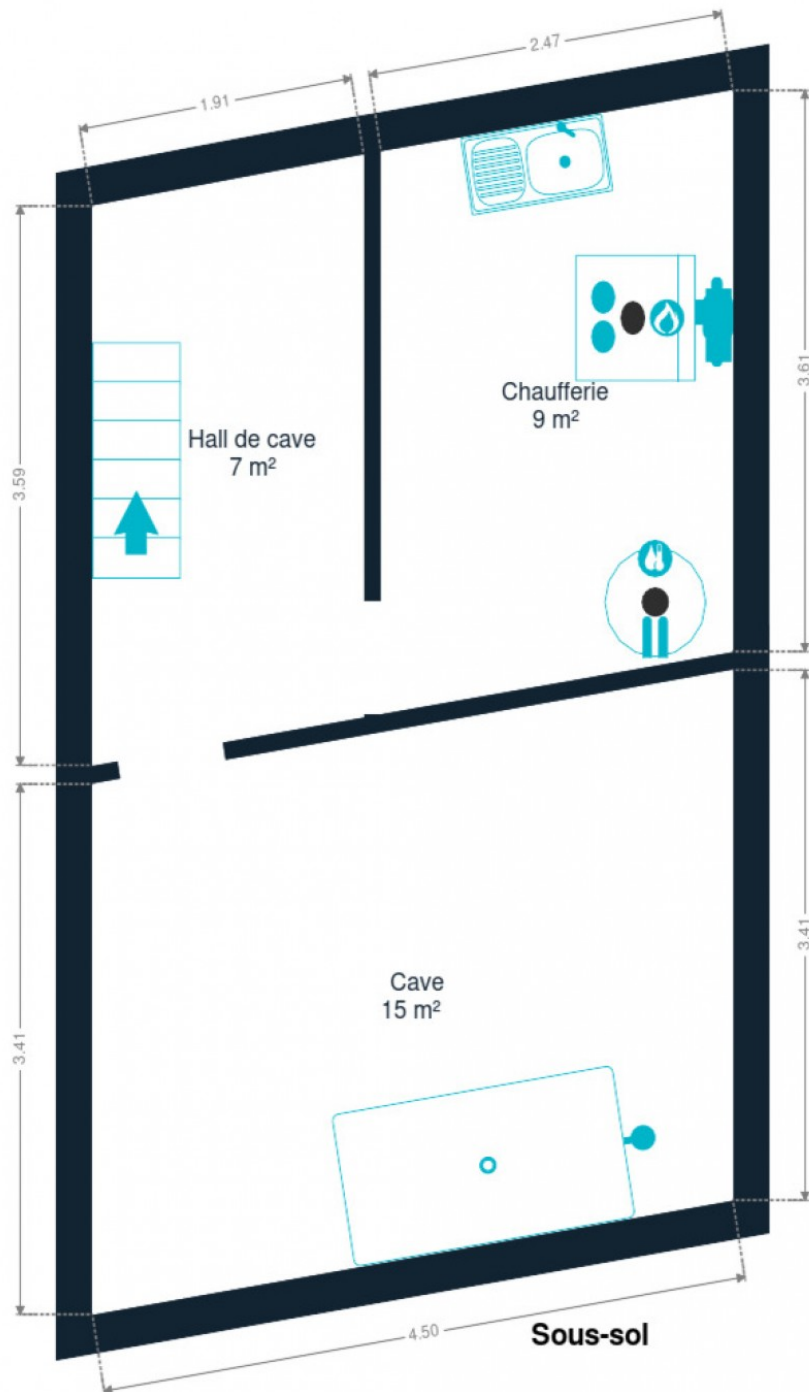 2.47
1.91
Chaufferie
9 m²
3.61
Hall de cave
7 m²
3.59
3.41
Cave
15 m²
3.41
4.50
Sous-sol